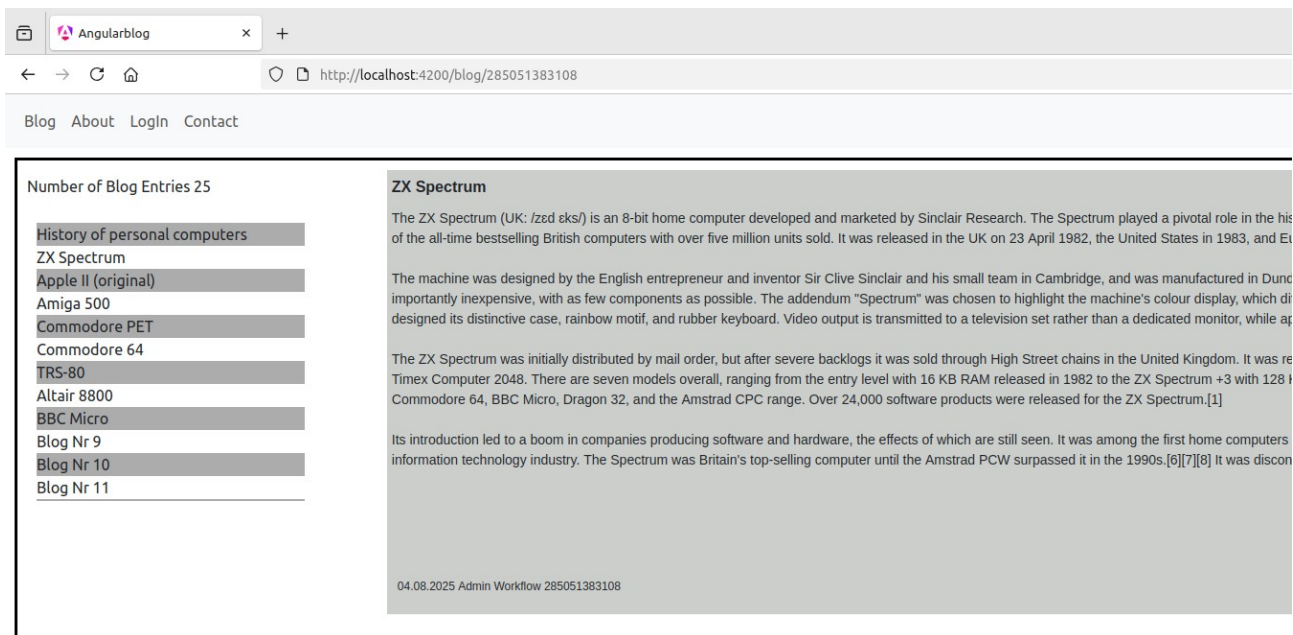 Angularblog
http://localhost:4200/blog/285051383108
Blog About LogIn Contact
Number of Blog Entries 25
History of personal computers
ZX Spectrum
Apple II (original)
Amiga 500
Commodore PET
Commodore 64
TRS-80
Altair 8800
BBC Micro
Blog Nr 9
Blog Nr 10
Blog Nr 11
ZX Spectrum
The ZX Spectrum (UK: /zɛd ɛks/) is an 8-bit home computer developed and marketed by Sinclair Research. The Spectrum played a pivotal role in the
of the all-time bestselling British computers with over five million units sold. It was released in the UK on 23 April 1982, the United States in 1983, and
The machine was designed by the English entrepreneur and inventor Sir Clive Sinclair and his small team in Cambridge, and was manufactured in
importantly inexpensive, with as few components as possible. The addendum "Spectrum" was chosen to highlight the machine's colour display, which
designed its distinctive case, rainbow motif, and rubber keyboard. Video output is transmitted to a television set rather than a dedicated monitor, while
The ZX Spectrum was initially distributed by mail order, but after severe backlogs it was sold through High Street chains in the United Kingdom. It was
Timex Computer 2048. There are seven models overall, ranging from the entry level with 16 KB RAM released in 1982 to the ZX Spectrum +3 with 128
Commodore 64, BBC Micro, Dragon 32, and the Amstrad CPC range. Over 24,000 software products were released for the ZX Spectrum.[1]
Its introduction led to a boom in companies producing software and hardware, the effects of which are still seen. It was among the first home computers
information technology industry. The Spectrum was Britain's top-selling computer until the Amstrad PCW surpassed it in the 1990s.[6][7][8] It was
04.08.2025 Admin Workflow 285051383108